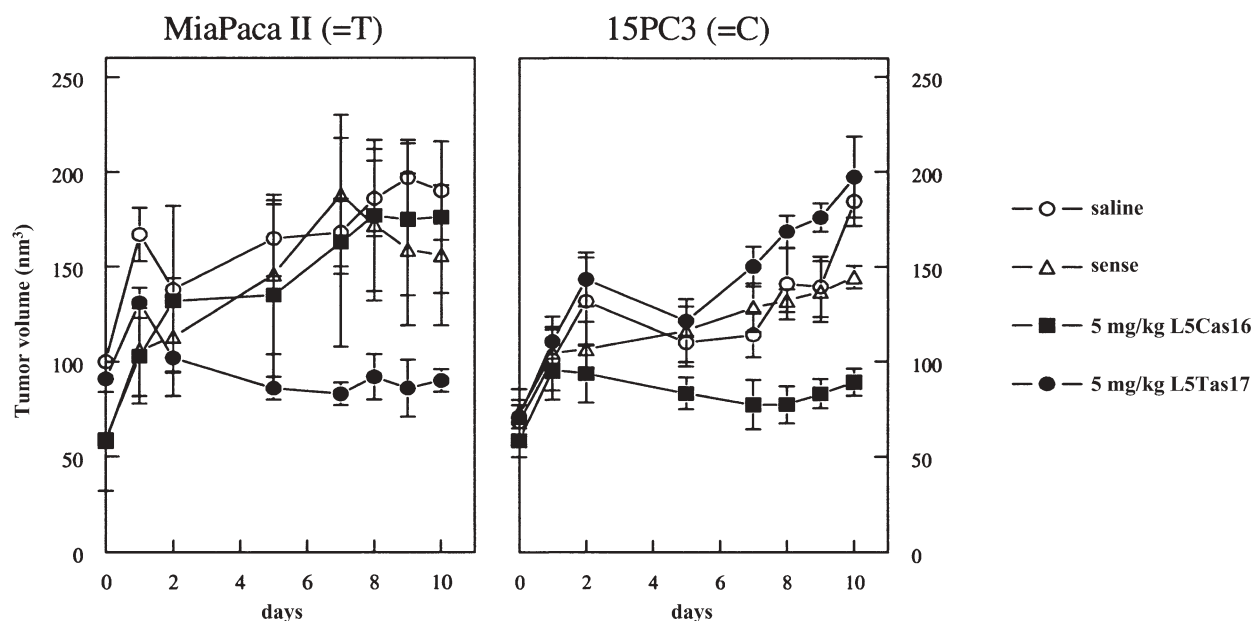 MiaPaca II (=T)
15PC3 (=C)
Tumor volume (nm³)
250
200
150
100
50
0
0 2 4 6 8 10
days
250
200
150
100
50
0
0 2 4 6 8 10
days
saline
sense
5 mg/kg L5Cas16
5 mg/kg L5Tas17